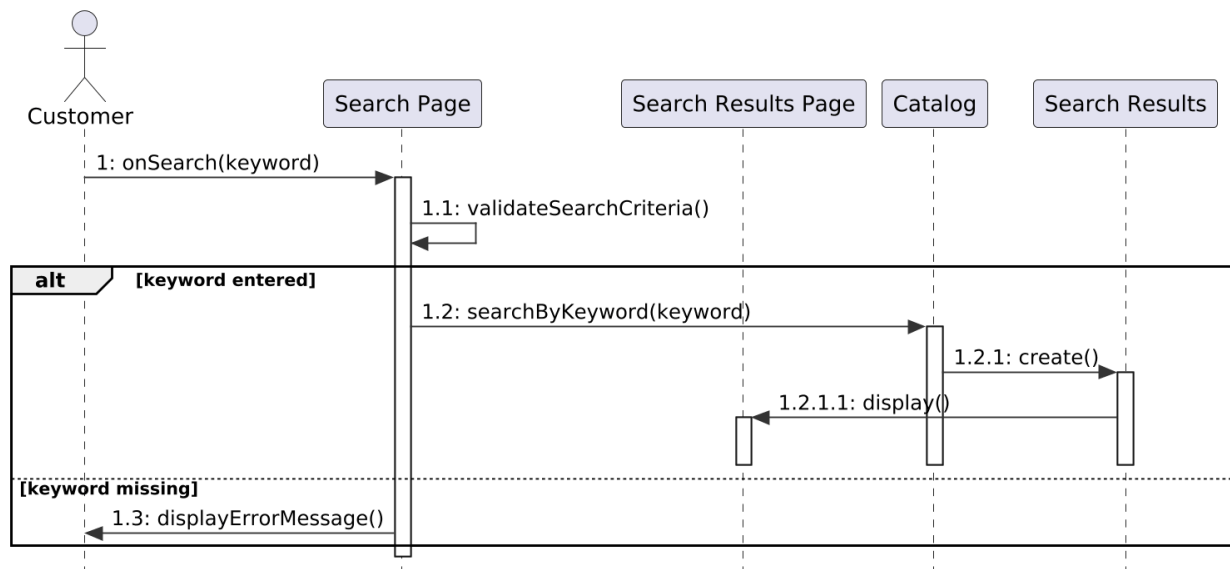 Customer
Search Page
Search Results Page
Catalog
Search Results
1: onSearch(keyword)
1.1: validateSearchCriteria()
alt
[keyword entered]
1.2: searchByKeyword(keyword)
1.2.1: create()
1.2.1.1: display()
[keyword missing]
1.3: displayErrorMessage()